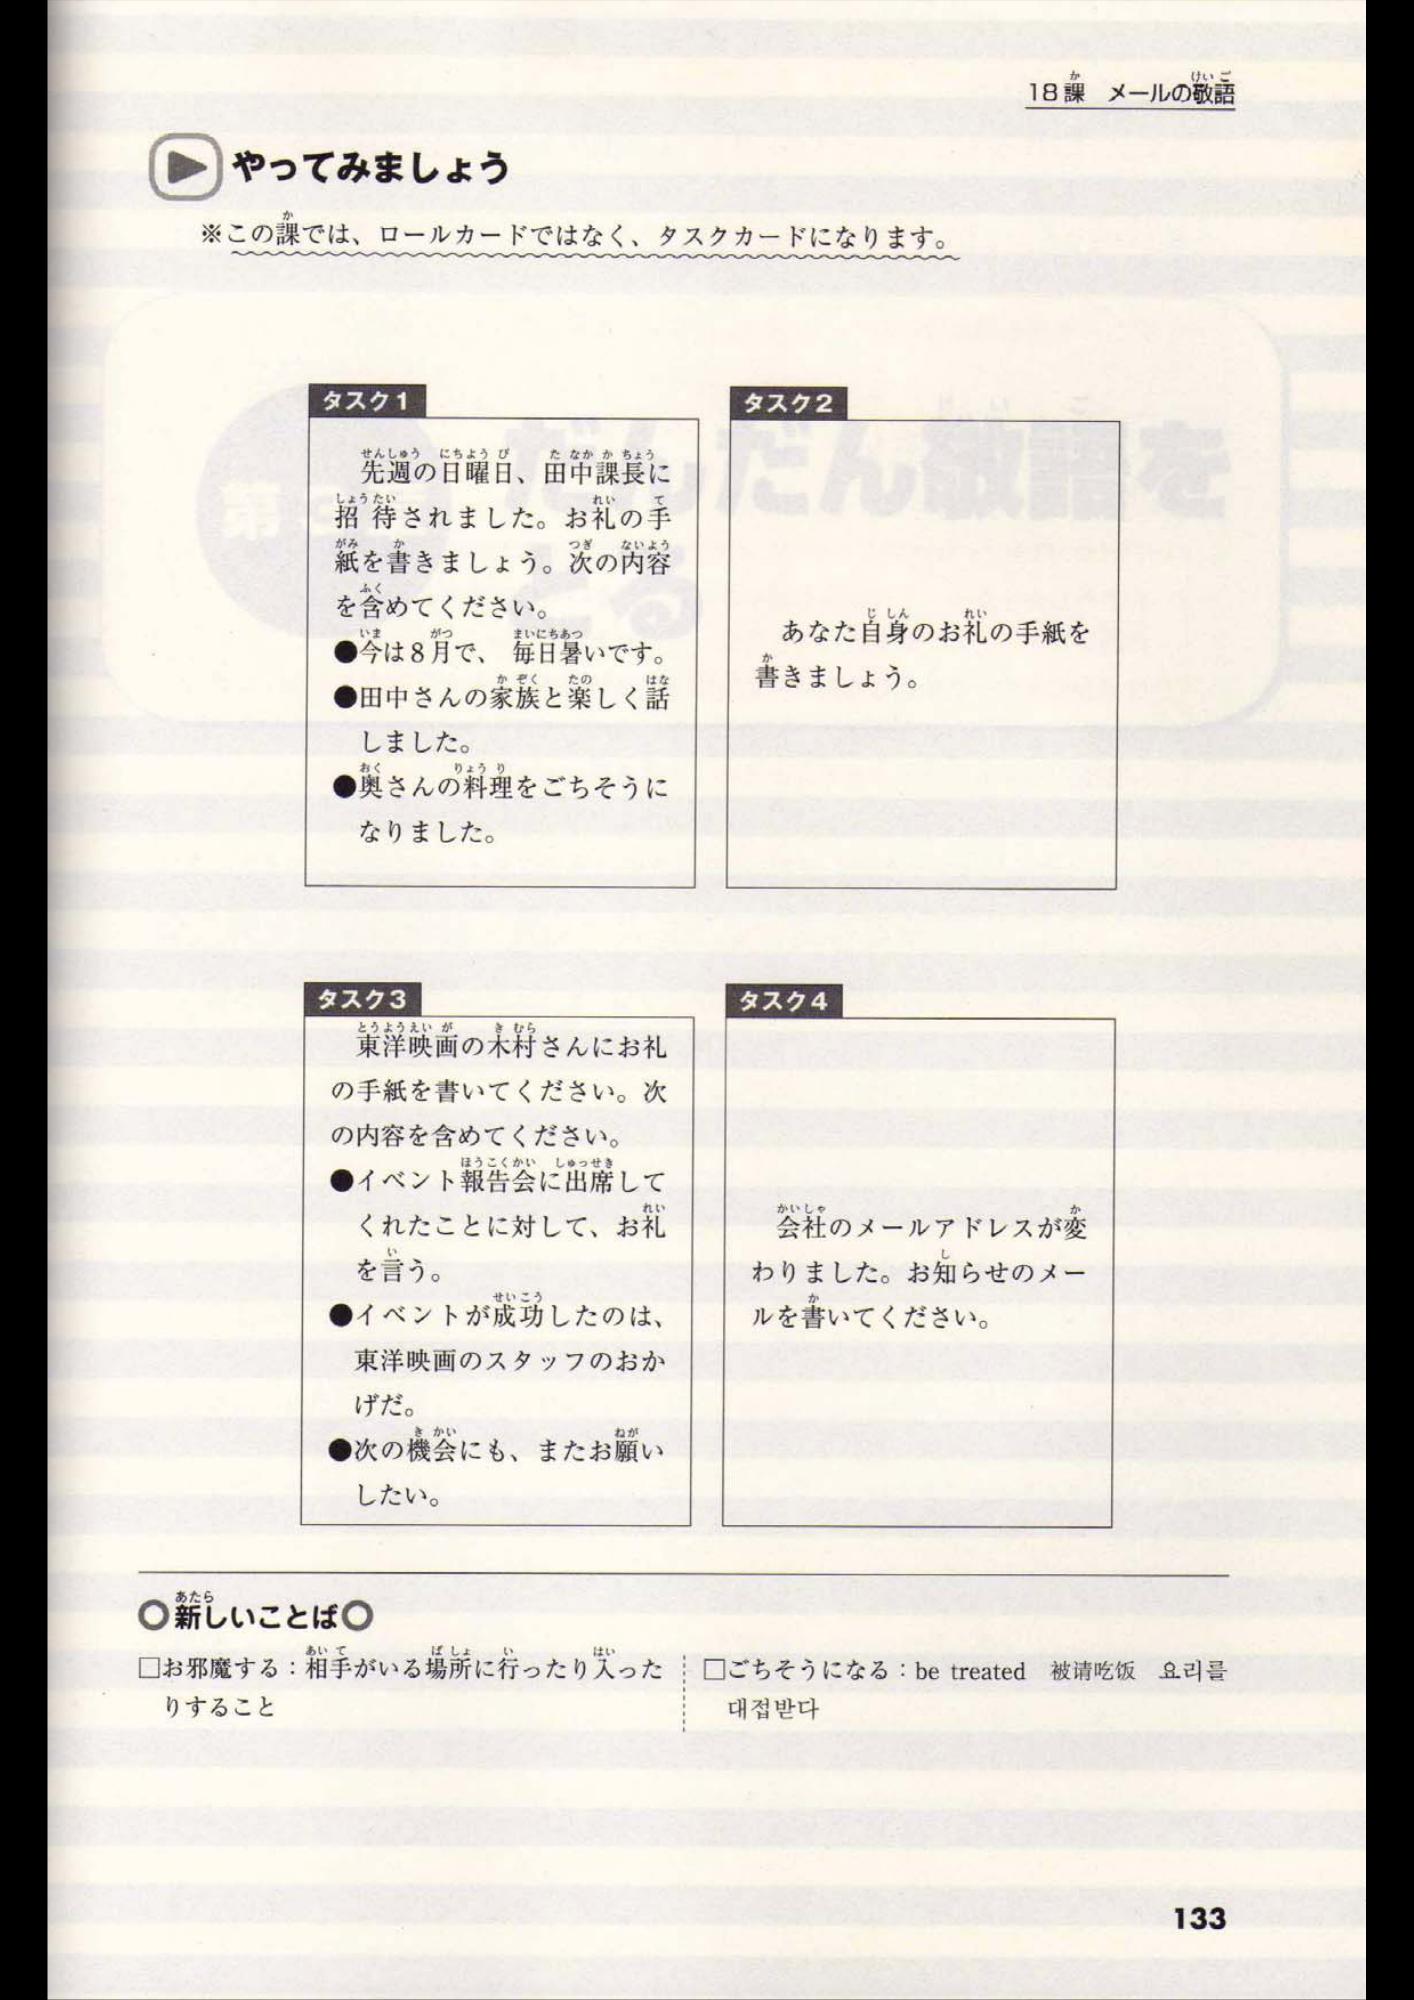 18課　メールの敬語
やってみましょう
※この課では、ロールカードではなく、タスクカードになります。
タスク1
先週の日曜日、田中課長に
招待されました。お礼の手
紙を書きましょう。次の内容
を含めてください。
●今は8月で、毎日暑いです。
●田中さんの家族と楽しく話
しました。
●奥さんの料理をごちそうに
なりました。
タスク2
あなた自身のお礼の手紙を
書きましょう。
タスク3
東洋映画の木村さんにお礼
の手紙を書いてください。次
の内容を含めてください。
●イベント報告会に出席して
くれたことに対して、お礼
を言う。
●イベントが成功したのは、
東洋映画のスタッフのおか
げだ。
●次の機会にも、またお願い
したい。
タスク4
会社のメールアドレスが変
わりました。お知らせのメー
ルを書いてください。
○新しいことば○
□お邪魔する：相手がいる場所に行ったり入った
りすること
□ごちそうになる：be treated　被请吃饭　요리를
대접받다
133